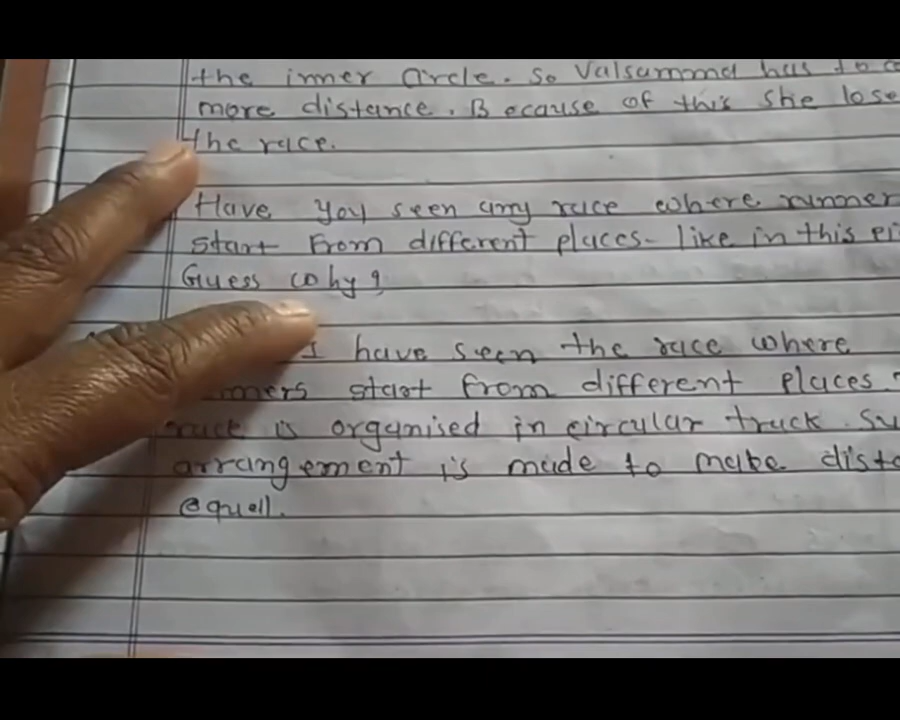 the inner circle. So Valsamma has to
more distance. Because of this she lose
the race.
Have you seen any race where runner
start from different places- like in this
Guess why?
I have seen the race where
start from different places
race is organised in circular track.
arrangement is made to make
equall.